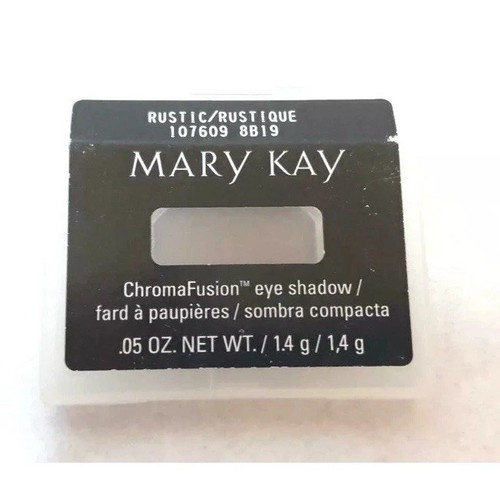 RUSTIC/RUSTIQUE
107609 8B19
MARY KAY
ChromaFusion™ eye shadow /
fard à paupières / sombra compacta
.05 OZ. NET WT. / 1.4 g / 1,4 g